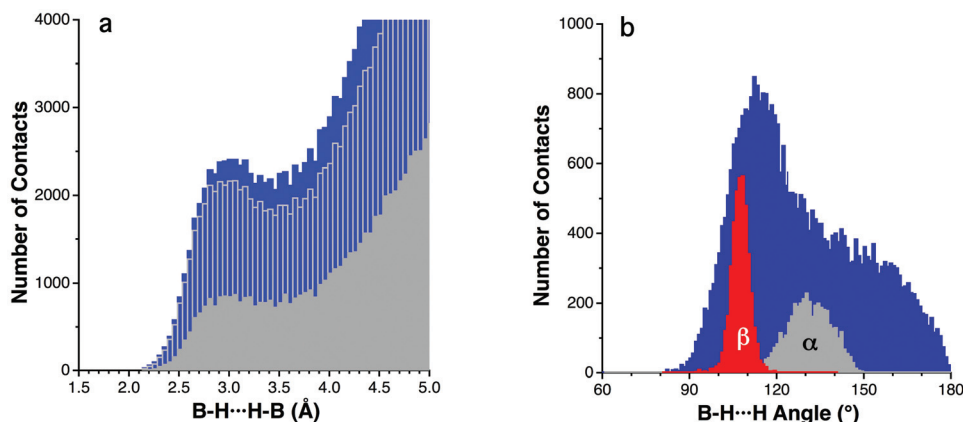 a
Number of Contacts
4000
3000
2000
1000
0
1.5 2.0 2.5 3.0 3.5 4.0 4.5 5.0
B-H···H-B (Å)
b
Number of Contacts
1000
800
600
400
200
0
β
α
60 90 120 150 180
B-H···H Angle (°)